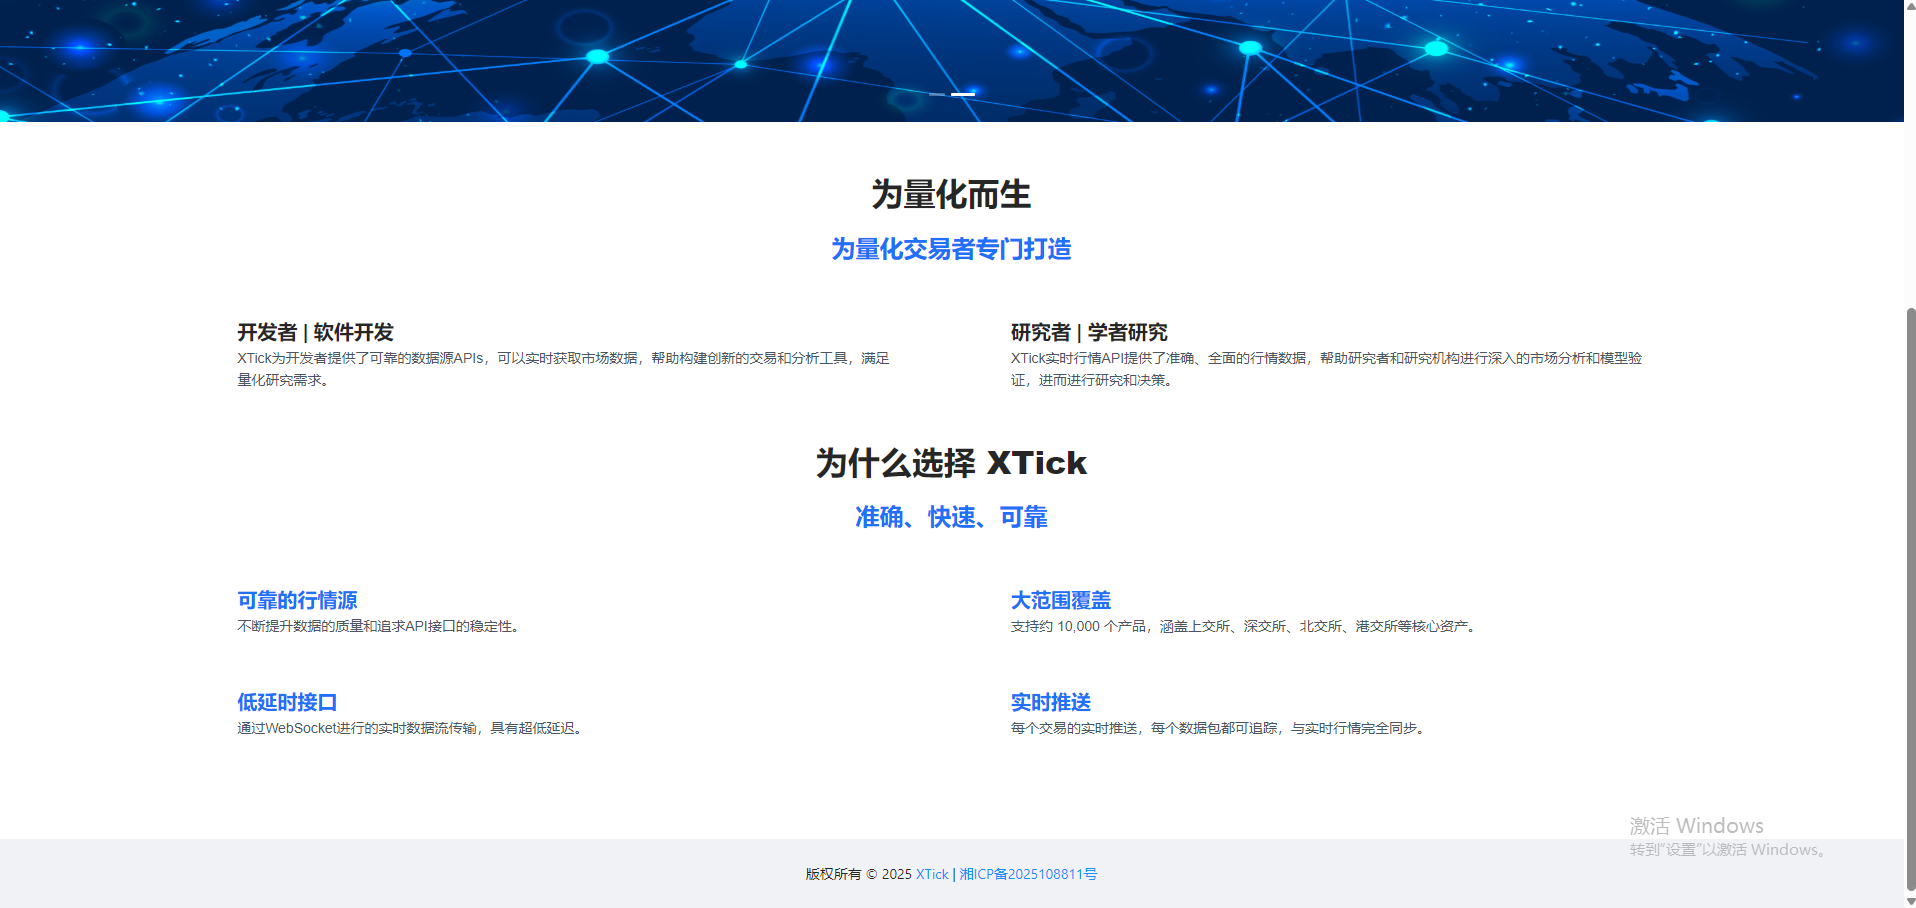 为量化而生
为量化交易者专门打造
开发者 | 软件开发
XTick为开发者提供了可靠的数据源APIs，可以实时获取市场数据，帮助构建创新的交易和分析工具，满足
量化研究需求。
研究者 | 学者研究
XTick实时行情API提供了准确、全面的行情数据，帮助研究者和研究机构进行深入的市场分析和模型验
证，进而进行研究和决策。
为什么选择 XTick
准确、快速、可靠
可靠的行情源
不断提升数据的质量和追求API接口的稳定性。
大范围覆盖
支持约 10,000 个产品，涵盖上交所、深交所、北交所、港交所等核心资产。
低延时接口
通过WebSocket进行的实时数据流传输，具有超低延迟。
实时推送
每个交易的实时推送，每个数据包都可追踪，与实时行情完全同步。
激活 Windows
转到“设置”以激活 Windows。
版权所有 © 2025 XTick | 湘ICP备2025108811号